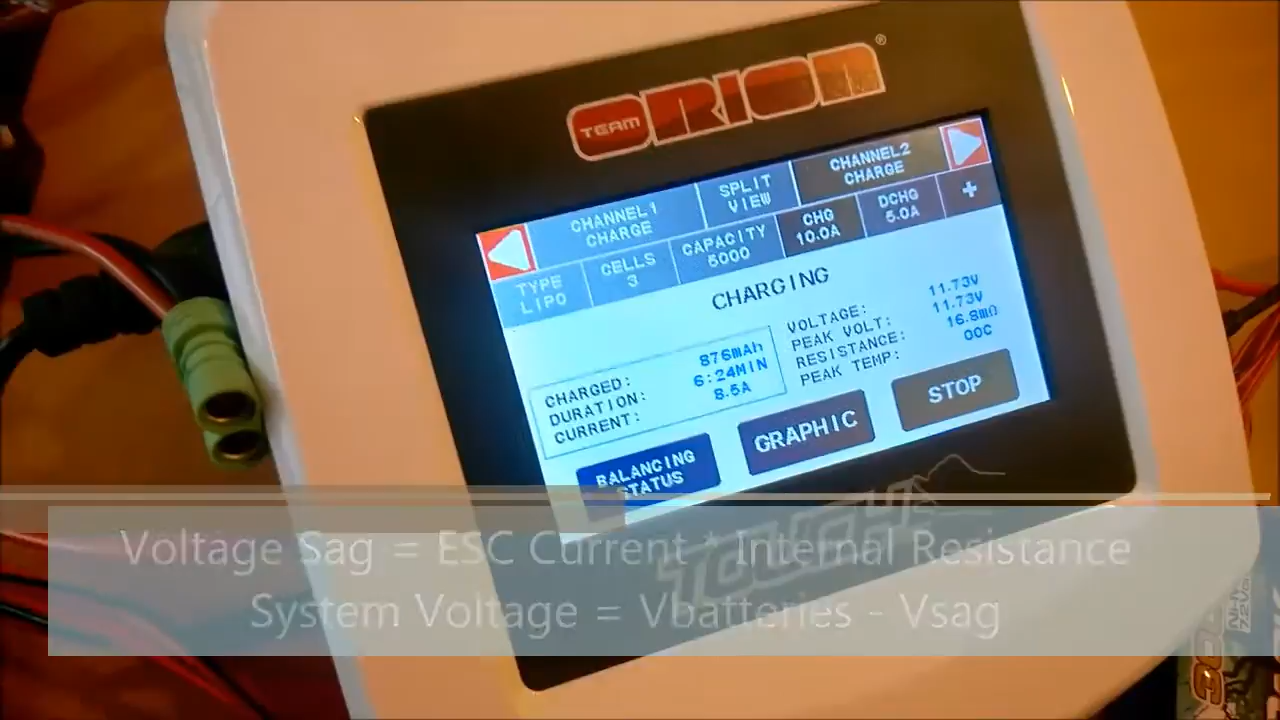 TEAM ORION®
CHANNEL1
CHARGE
SPLIT
VIEW
CHANNEL2
CHARGE
TYPE
LIPO
CELLS
3
CAPACITY
5000
CHG
10.0A
DCHG
5.0A
+
CHARGING
CHARGED: 876mAh
DURATION: 6:24MIN
CURRENT: 8.5A
VOLTAGE: 11.73V
PEAK VOLT: 11.73V
RESISTANCE: 16.8mΩ
PEAK TEMP: 00C
BALANCING
STATUS
GRAPHIC
STOP
TOUCH
Voltage Sag = ESC Current * Internal Resistance
System Voltage = Vbatteries - Vsag